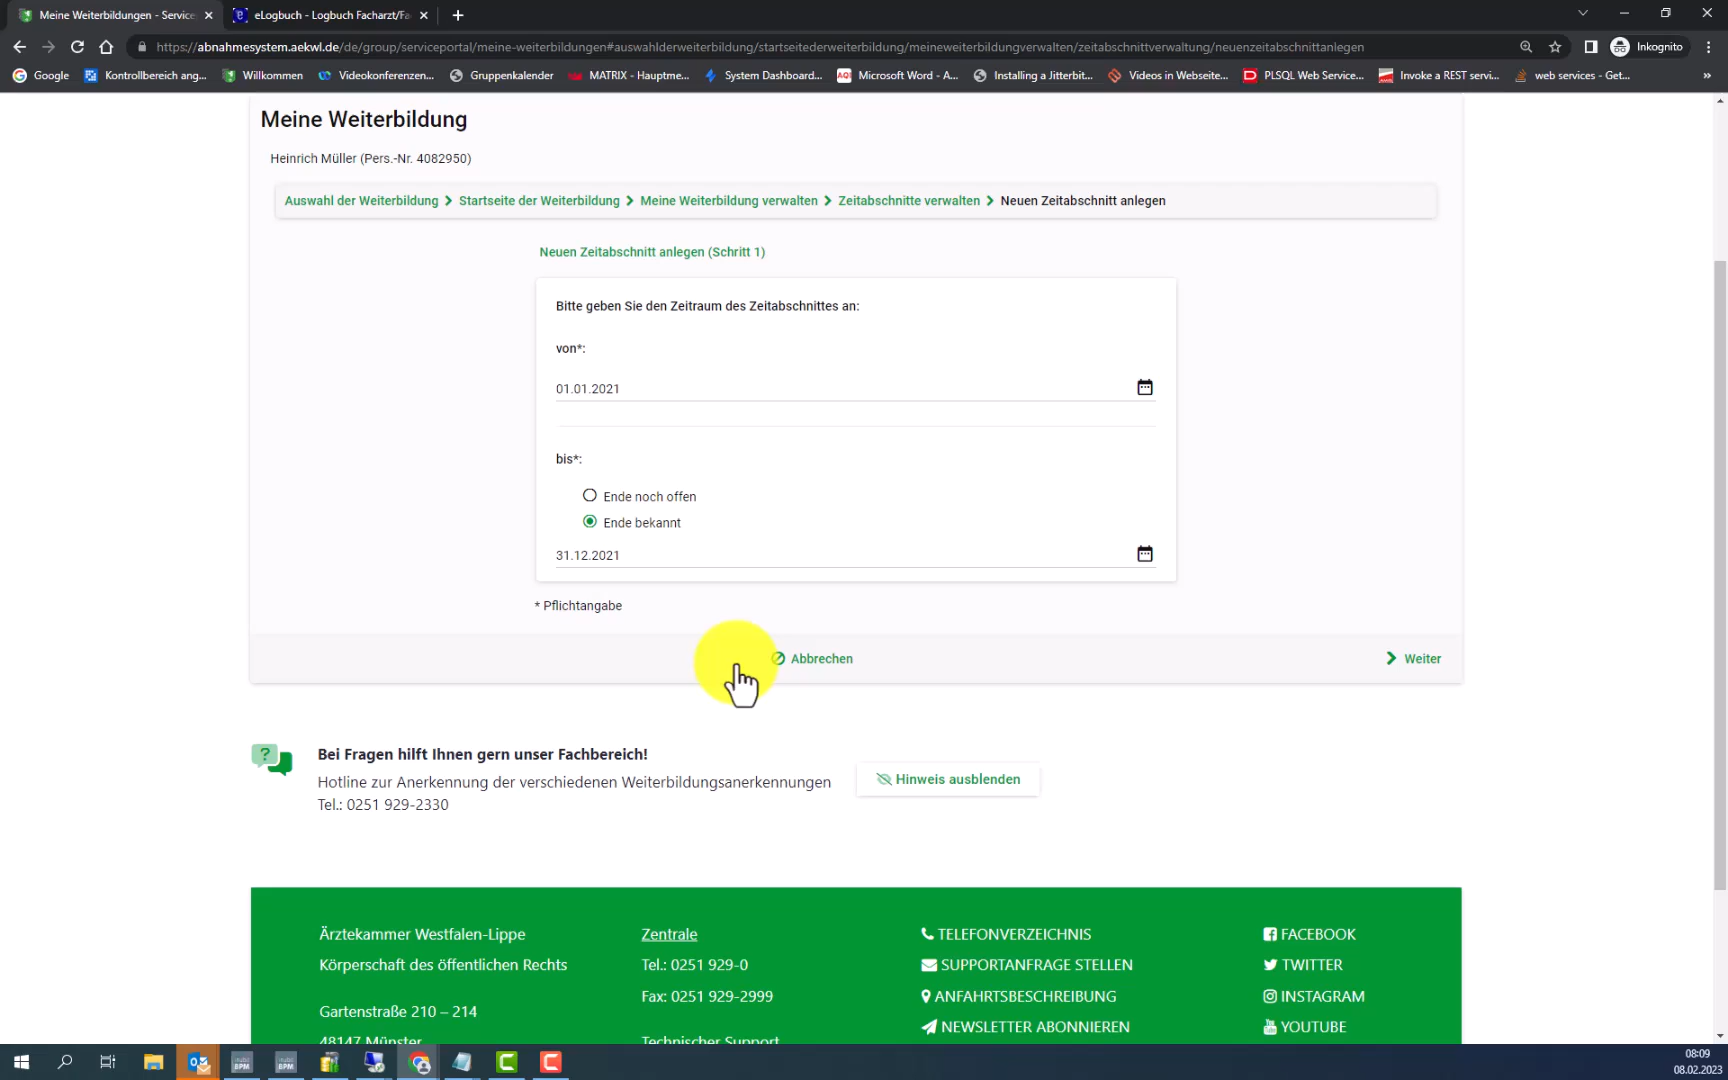 Meine Weiterbildungen - Service
eLogbuch - Logbuch Facharzt/Fa
https://abnahmesystem.aekwl.de/de/group/serviceportal/meine-weiterbildungen#auswahlderweiterbildung/startseitederweiterbildung/meineweiterbildungverwalten/zeitabschnittverwaltung/neuenzeitabschnittanlegen
Inkognito
Google
Kontrollbereich ang...
Willkommen
Videokonferenzen...
Gruppenkalender
MATRIX - Hauptme...
System Dashboard...
Microsoft Word - A...
Installing a Jitterbit...
Videos in Webseite...
PLSQL Web Service...
Invoke a REST servi...
web services - Get...
Meine Weiterbildung
Heinrich Müller (Pers.-Nr. 4082950)
Auswahl der Weiterbildung > Startseite der Weiterbildung > Meine Weiterbildung verwalten > Zeitabschnitte verwalten > Neuen Zeitabschnitt anlegen
Neuen Zeitabschnitt anlegen (Schritt 1)
Bitte geben Sie den Zeitraum des Zeitabschnittes an:
von*:
01.01.2021
bis*:
Ende noch offen
Ende bekannt
31.12.2021
* Pflichtangabe
Abbrechen
Weiter
Bei Fragen hilft Ihnen gern unser Fachbereich!
Hotline zur Anerkennung der verschiedenen Weiterbildungsanerkennungen
Tel.: 0251 929-2330
Hinweis ausblenden
Ärztekammer Westfalen-Lippe
Körperschaft des öffentlichen Rechts
Gartenstraße 210 – 214
48147 Münster
Zentrale
Tel.: 0251 929-0
Fax: 0251 929-2999
Technischer Support
TELEFONVERZEICHNIS
SUPPORTANFRAGE STELLEN
ANFAHRTSBESCHREIBUNG
NEWSLETTER ABONNIEREN
FACEBOOK
TWITTER
INSTAGRAM
YOUTUBE
08:09
08.02.2023